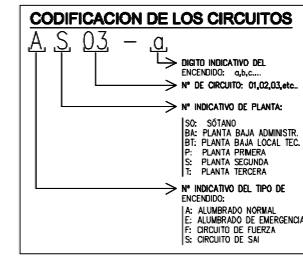 CODIFICACION DE LOS CIRCUITOS
A S 03 - a
DIGITO INDICATIVO DEL
ENCENDIDO: a,b,c....
Nº DE CIRCUITO: 01,02,03,etc..
Nº INDICATIVO DE PLANTA:
SO: SÓTANO
BA: PLANTA BAJA ADMINISTR.
BT: PLANTA BAJA LOCAL TEC.
P: PLANTA PRIMERA
S: PLANTA SEGUNDA
T: PLANTA TERCERA
Nº INDICATIVO DEL TIPO DE
ENCENDIDO:
A: ALUMBRADO NORMAL
E: ALUMBRADO DE EMERGENCIA
F: CIRCUITO DE FUERZA
S: CIRCUITO DE SAI